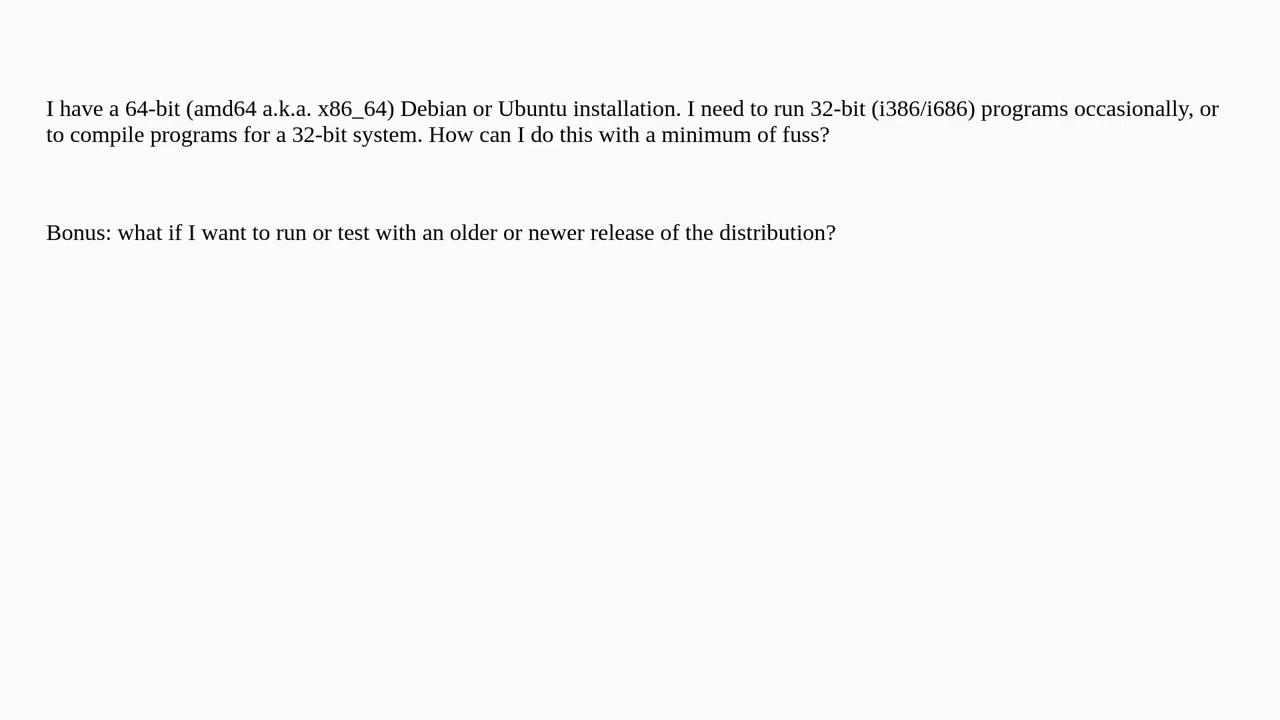 I have a 64-bit (amd64 a.k.a. x86_64) Debian or Ubuntu installation. I need to run 32-bit (i386/i686) programs occasionally, or
to compile programs for a 32-bit system. How can I do this with a minimum of fuss?
Bonus: what if I want to run or test with an older or newer release of the distribution?